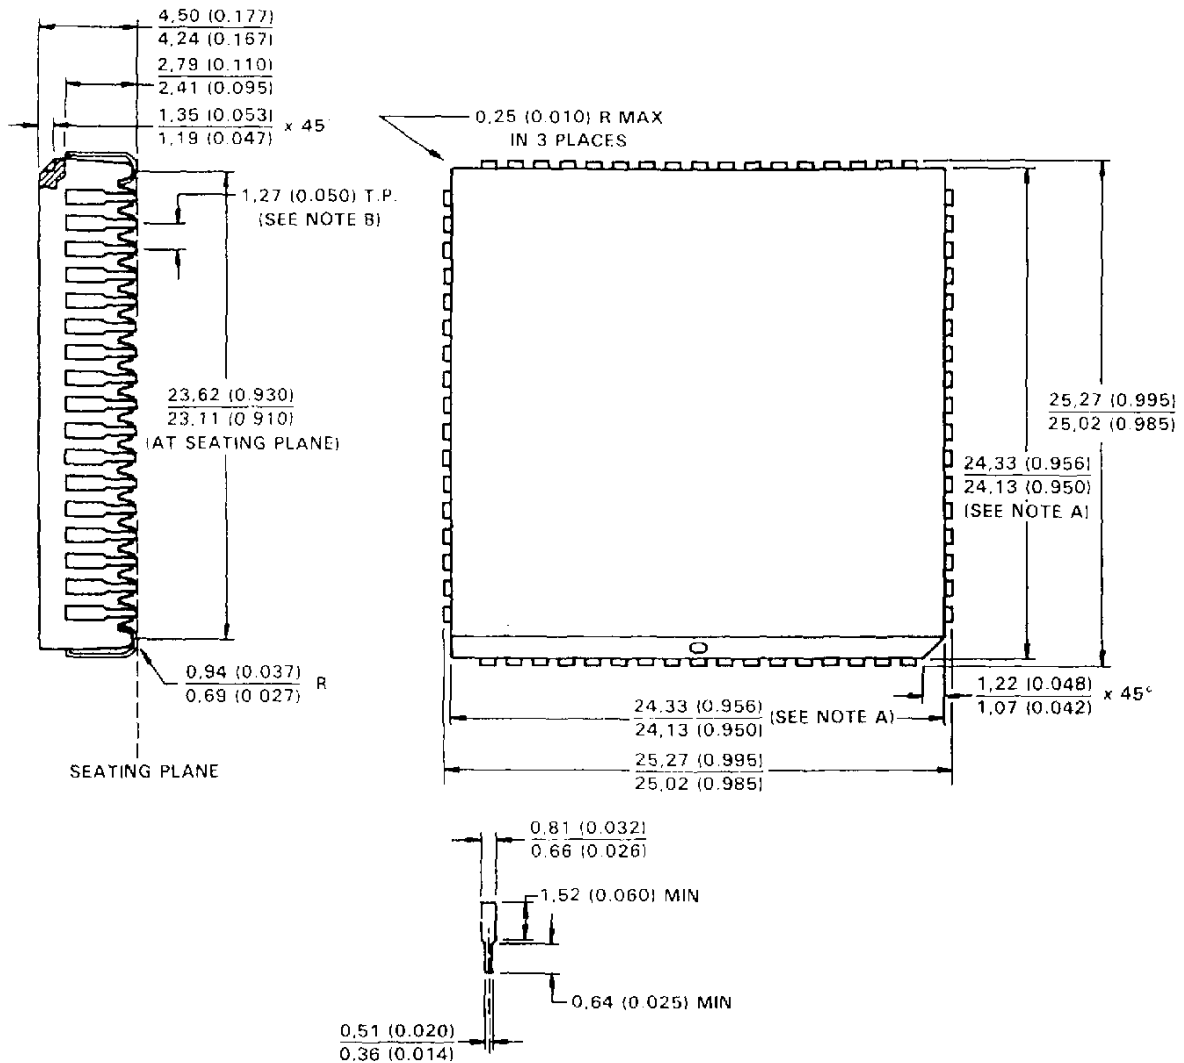 4,50 (0.177)
4,24 (0.167)
2,79 (0.110)
2,41 (0.095)
1,35 (0.053)
1,19 (0.047) x 45
0,25 (0.010) R MAX
IN 3 PLACES
1,27 (0.050) T.P.
(SEE NOTE B)
23,62 (0.930)
23,11 (0 910)
(AT SEATING PLANE)
25,27 (0.995)
25,02 (0.985)
24,33 (0.956)
24,13 (0.950)
(SEE NOTE A)
0,94 (0.037)
0,69 (0 027) R
SEATING PLANE
24,33 (0.956)
24,13 (0.950) (SEE NOTE A)
1,22 (0.048)
1,07 (0.042) x 45°
25,27 (0.995)
25,02 (0.985)
0,81 (0.032)
0.66 (0.026)
1,52 (0.060) MIN
0,64 (0.025) MIN
0,51 (0.020)
0.36 (0.014)